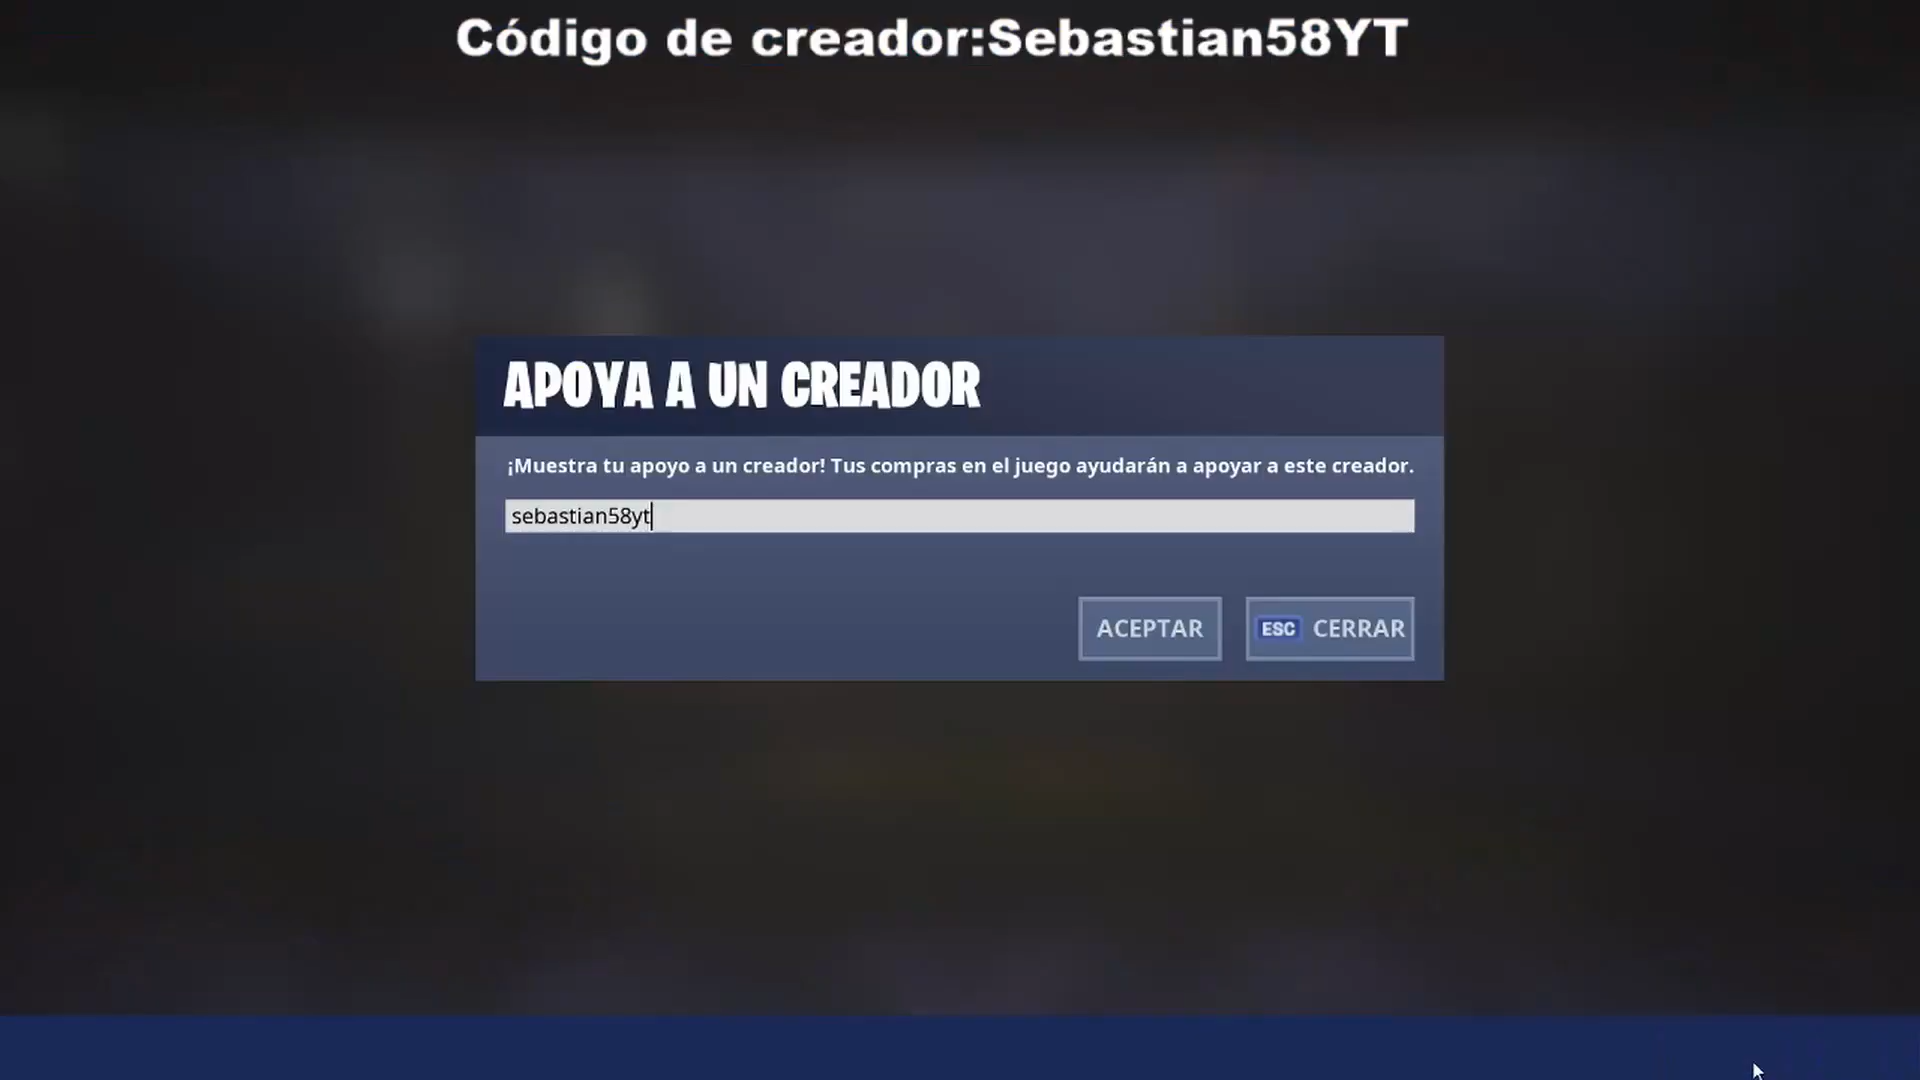 Código de creador:Sebastian58YT
APOYA A UN CREADOR
¡Muestra tu apoyo a un creador! Tus compras en el juego ayudarán a apoyar a este creador.
sebastian58yt
ACEPTAR
ESC CERRAR